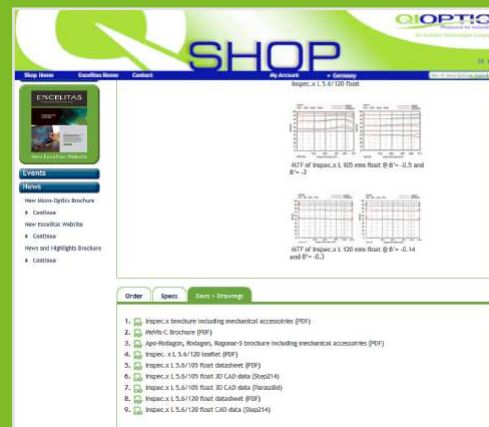 QIOPTIQ
Q SHOP
Shop Home Excelitas Home Contact My Account Germany
EXCELITAS
New Excelitas Website
Events
News
New Micro-Optics Brochure
Continue
New Excelitas Website
Continue
News and Highlights Brochure
Continue
Inspec.x L 5.6/120 float
MTF of Inspec.x L 105 mm float @ β'= -0.5 and
β'= -2
MTF of Inspec.x L 120 mm float @ β'= -0.14
and β'= -0.3
Order Specs Docs + Drawings
1. Inspec.x brochure including mechanical accessories (PDF)
2. MeVis-C Brochure (PDF)
3. Apo-Rodagon, Rodagon, Rogonar-S brochure including mechanical accessories (PDF)
4. Inspec. x L 5.6/120 leaflet (PDF)
5. Inspec.x L 5.6/105 float datasheet (PDF)
6. Inspec.x L 5.6/105 float 3D CAD data (Step214)
7. Inspec.x L 5.6/105 float 3D CAD data (Parasolid)
8. Inspec.x L 5.6/120 float datasheet (PDF)
9. Inspec.x L 5.6/120 float CAD data (Step214)